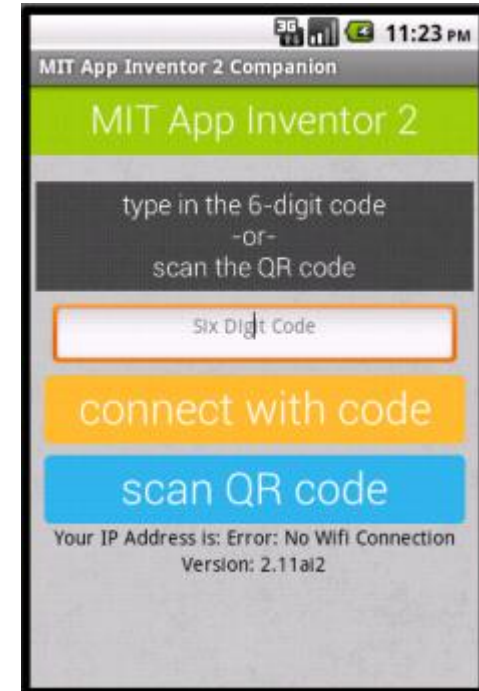 3G
11:23 PM
MIT App Inventor 2 Companion
MIT App Inventor 2
type in the 6-digit code
-or-
scan the QR code
Six Digit Code
connect with code
scan QR code
Your IP Address is: Error: No Wifi Connection
Version: 2.11ai2